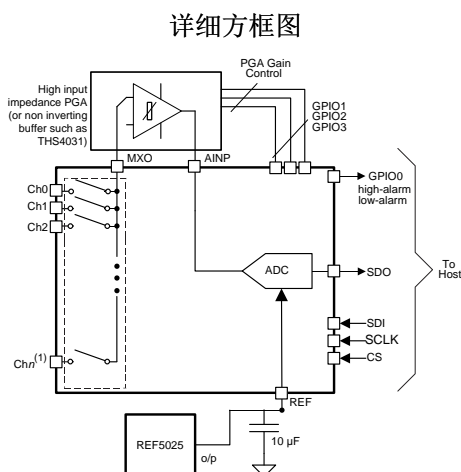 详细方框图
PGA Gain
Control
High input
impedance PGA
(or non inverting
buffer such as
THS4031)
GPIO1
GPIO2
GPIO3
MXO
AINP
Ch0
Ch1
Ch2
GPIO0
high-alarm
low-alarm
To
Host
ADC
SDO
SDI
SCLK
CS
Chn(1)
REF
REF5025
o/p
10 µF